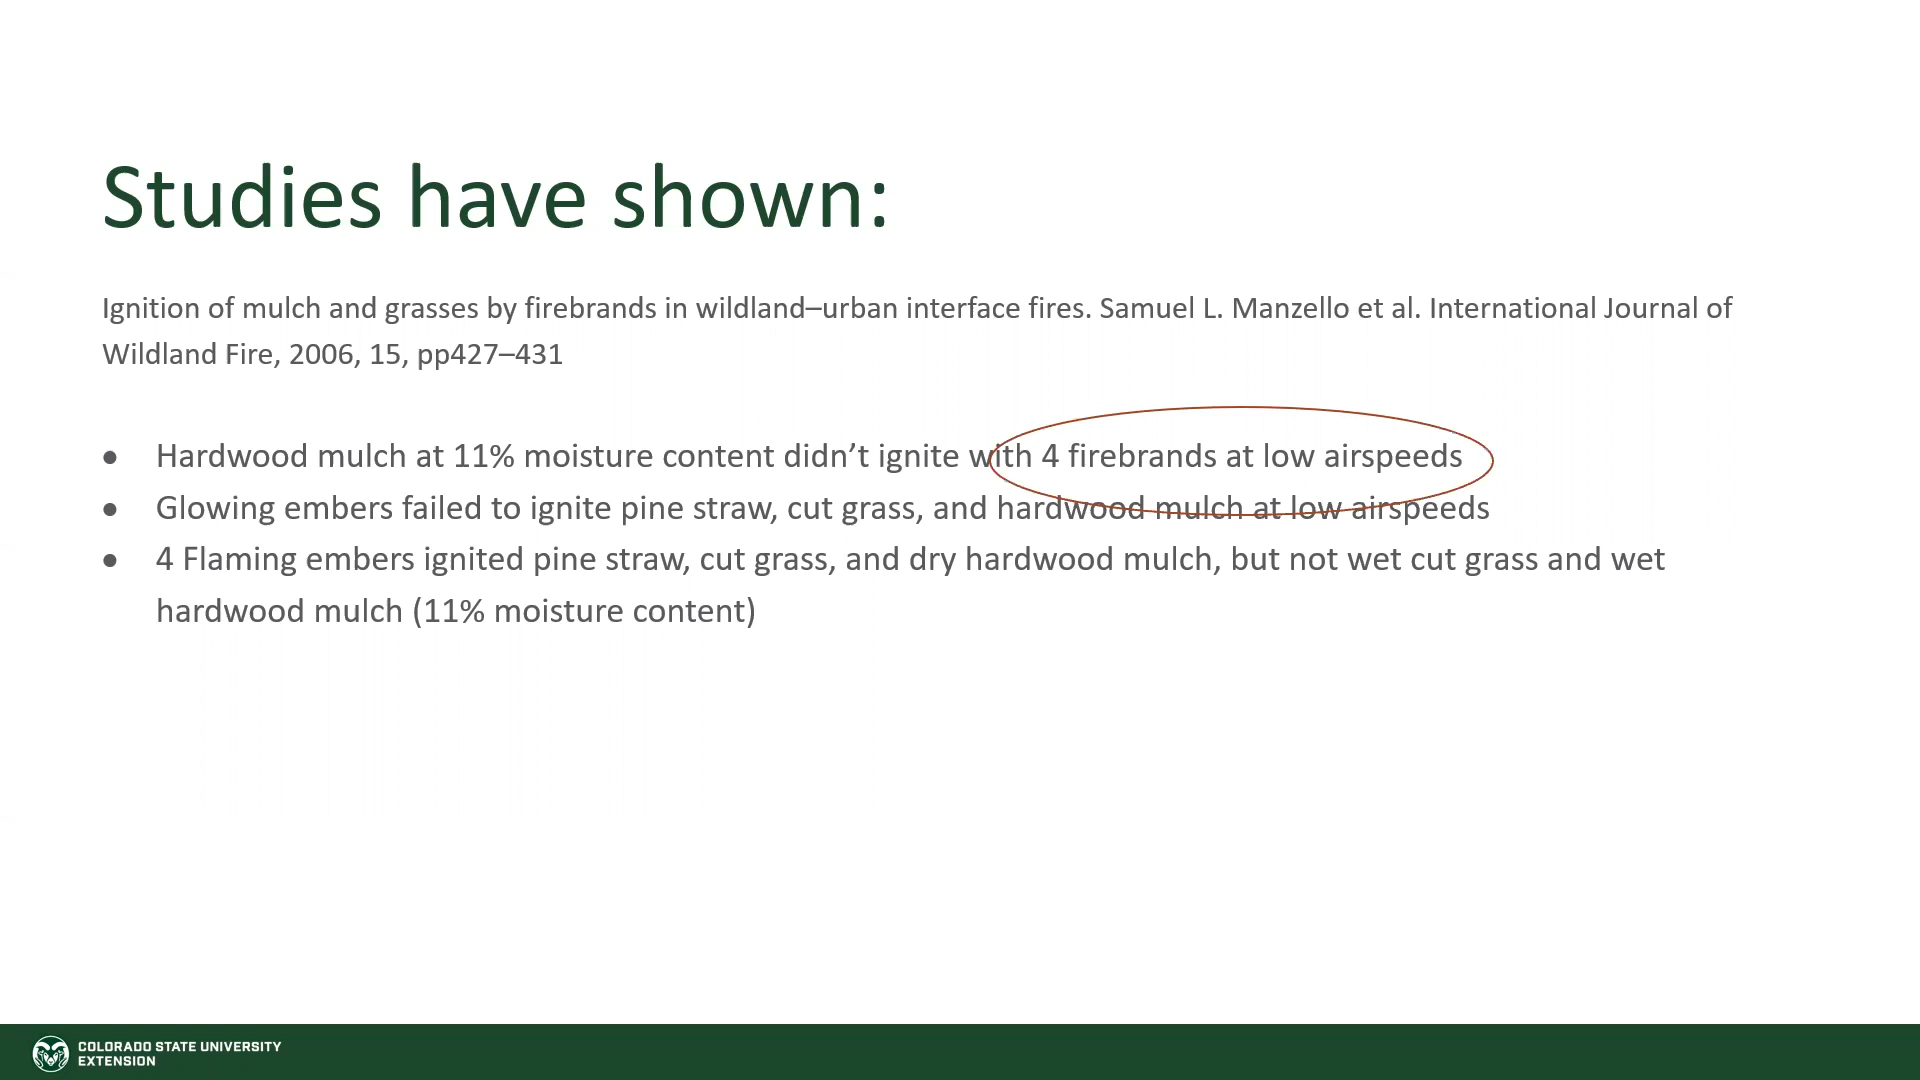 Studies have shown:
Ignition of mulch and grasses by firebrands in wildland–urban interface fires. Samuel L. Manzello et al. International Journal of
Wildland Fire, 2006, 15, pp427–431
● Hardwood mulch at 11% moisture content didn’t ignite with 4 firebrands at low airspeeds
● Glowing embers failed to ignite pine straw, cut grass, and hardwood mulch at low airspeeds
● 4 Flaming embers ignited pine straw, cut grass, and dry hardwood mulch, but not wet cut grass and wet
hardwood mulch (11% moisture content)
COLORADO STATE UNIVERSITY
EXTENSION